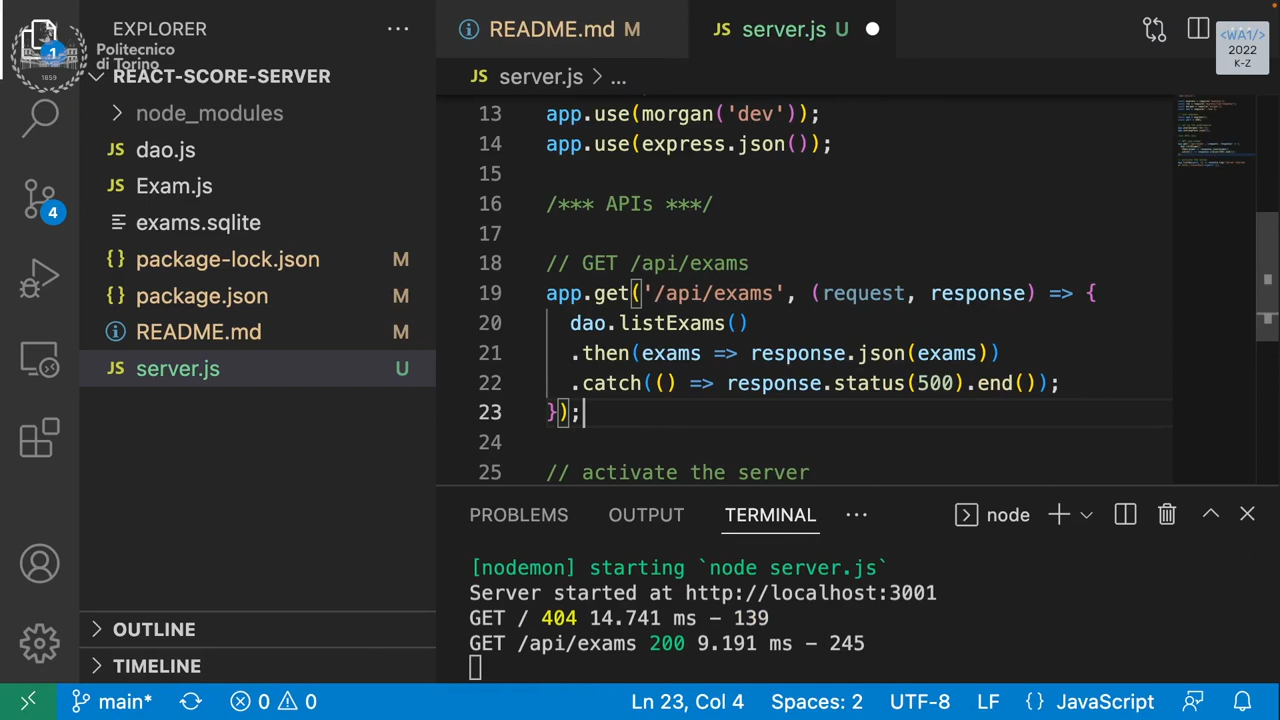 EXPLORER
1
Politecnico
di Torino
1859
REACT-SCORE-SERVER
node_modules
JS dao.js
JS Exam.js
exams.sqlite
{} package-lock.json M
{} package.json M
README.md M
JS server.js U
4
OUTLINE
TIMELINE
README.md M
JS server.js U
<WA1/>
2022
K-Z
JS server.js > ...
13 app.use(morgan('dev'));
14 app.use(express.json());
15
16 /*** APIs ***/
17
18 // GET /api/exams
19 app.get('/api/exams', (request, response) => {
20 dao.listExams()
21 .then(exams => response.json(exams))
22 .catch(() => response.status(500).end());
23 });
24
25 // activate the server
PROBLEMS OUTPUT TERMINAL ... node
[nodemon] starting `node server.js`
Server started at http://localhost:3001
GET / 404 14.741 ms - 139
GET /api/exams 200 9.191 ms - 245
main* 0 0 Ln 23, Col 4 Spaces: 2 UTF-8 LF {} JavaScript